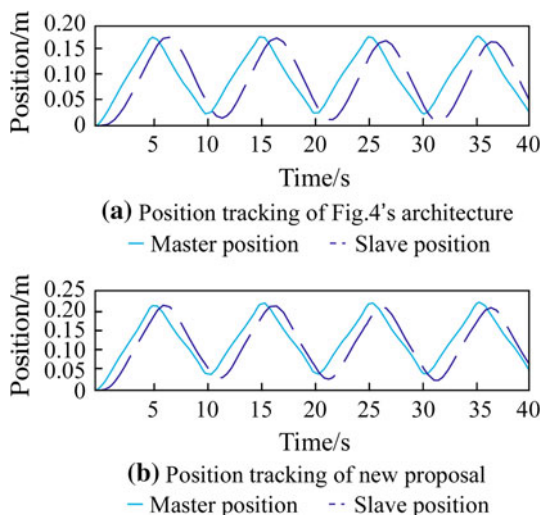 0.20
0.15
0.10
0.05
0
Position/m
5 10 15 20 25 30 35 40
Time/s
(a) Position tracking of Fig.4's architecture
Master position Slave position
0.25
0.20
0.15
0.10
0.05
0
Position/m
5 10 15 20 25 30 35 40
Time/s
(b) Position tracking of new proposal
Master position Slave position